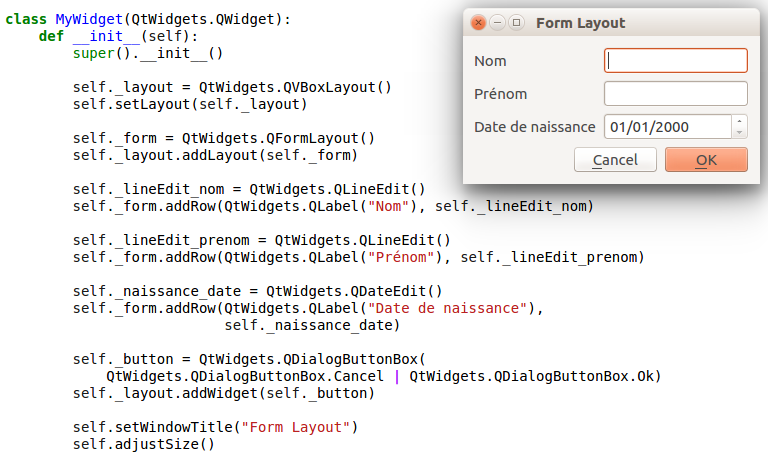 class MyWidget(QtWidgets.QWidget):
    def __init__(self):
        super().__init__()
        self._layout = QtWidgets.QVBoxLayout()
        self.setLayout(self._layout)
        self._form = QtWidgets.QFormLayout()
        self._layout.addLayout(self._form)
        self._lineEdit_nom = QtWidgets.QLineEdit()
        self._form.addRow(QtWidgets.QLabel("Nom"), self._lineEdit_nom)
        self._lineEdit_prenom = QtWidgets.QLineEdit()
        self._form.addRow(QtWidgets.QLabel("Prénom"), self._lineEdit_prenom)
        self._naissance_date = QtWidgets.QDateEdit()
        self._form.addRow(QtWidgets.QLabel("Date de naissance"),
                          self._naissance_date)
        self._button = QtWidgets.QDialogButtonBox(
            QtWidgets.QDialogButtonBox.Cancel | QtWidgets.QDialogButtonBox.Ok)
        self._layout.addWidget(self._button)
        self.setWindowTitle("Form Layout")
        self.adjustSize()
Form Layout
Nom
Prénom
Date de naissance 01/01/2000
Cancel OK